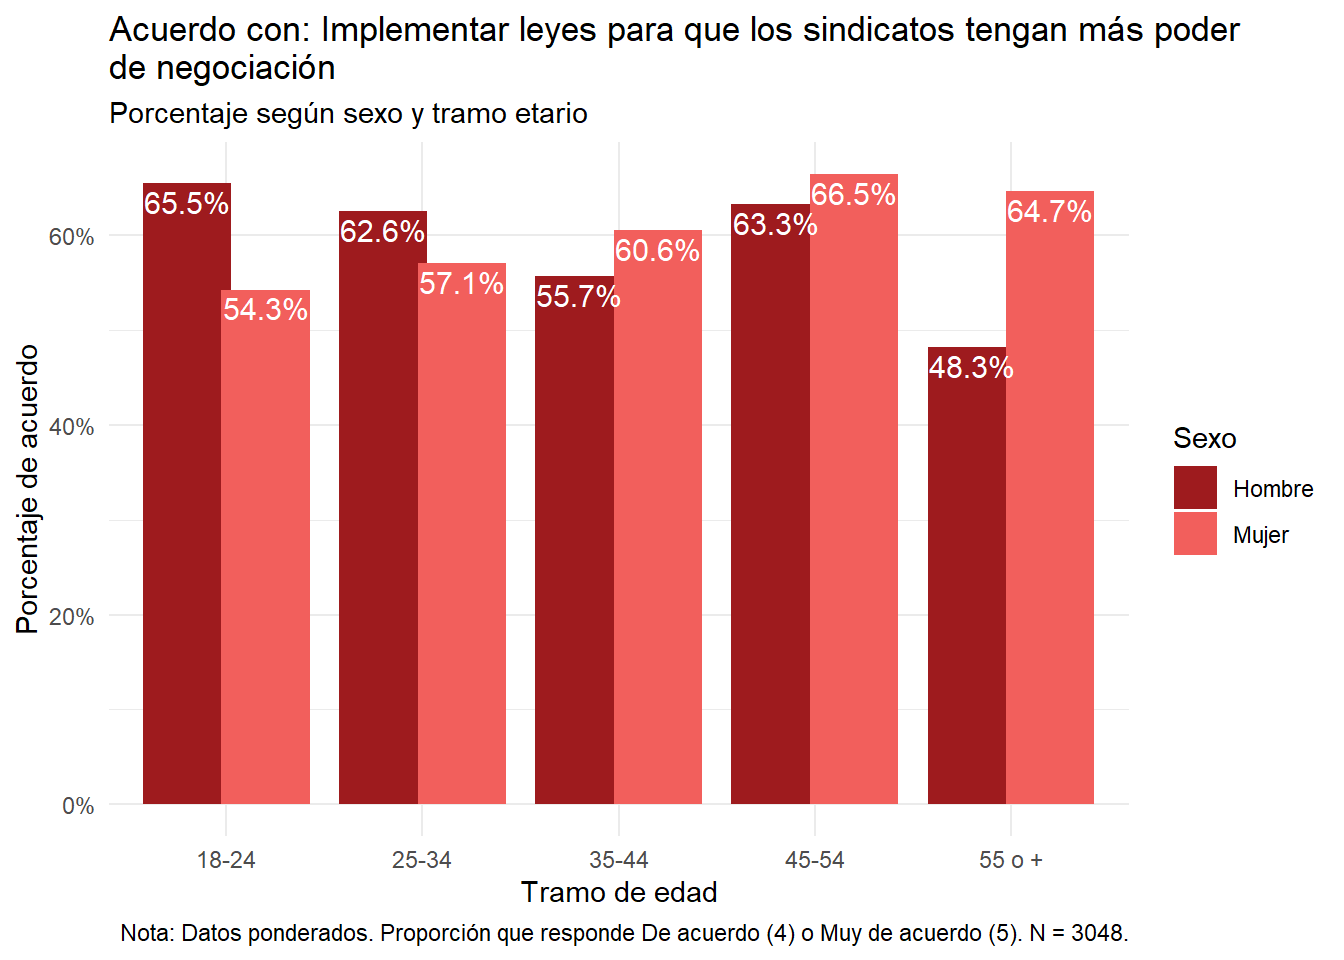 Acuerdo con: Implementar leyes para que los sindicatos tengan más poder
de negociación
Porcentaje según sexo y tramo etario
Porcentaje de acuerdo
60%
40%
20%
0%
65.5%
54.3%
62.6%
57.1%
55.7%
60.6%
63.3%
66.5%
48.3%
64.7%
18-24
25-34
35-44
45-54
55 o +
Tramo de edad
Sexo
Hombre
Mujer
Nota: Datos ponderados. Proporción que responde De acuerdo (4) o Muy de acuerdo (5). N = 3048.